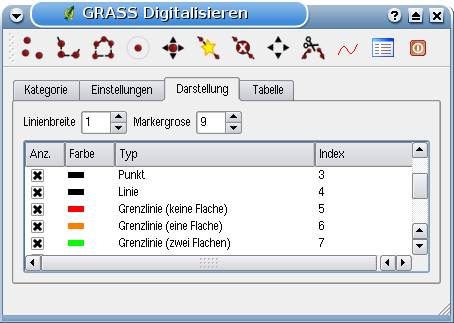 GRASS Digitalisieren
Kategorie Einstellungen Darstellung Tabelle
Linienbreite 1 Markergrose 9
Anz. Farbe Typ Index
Punkt 3
Linie 4
Grenzlinie (keine Flache) 5
Grenzlinie (eine Flache) 6
Grenzlinie (zwei Flachen) 7